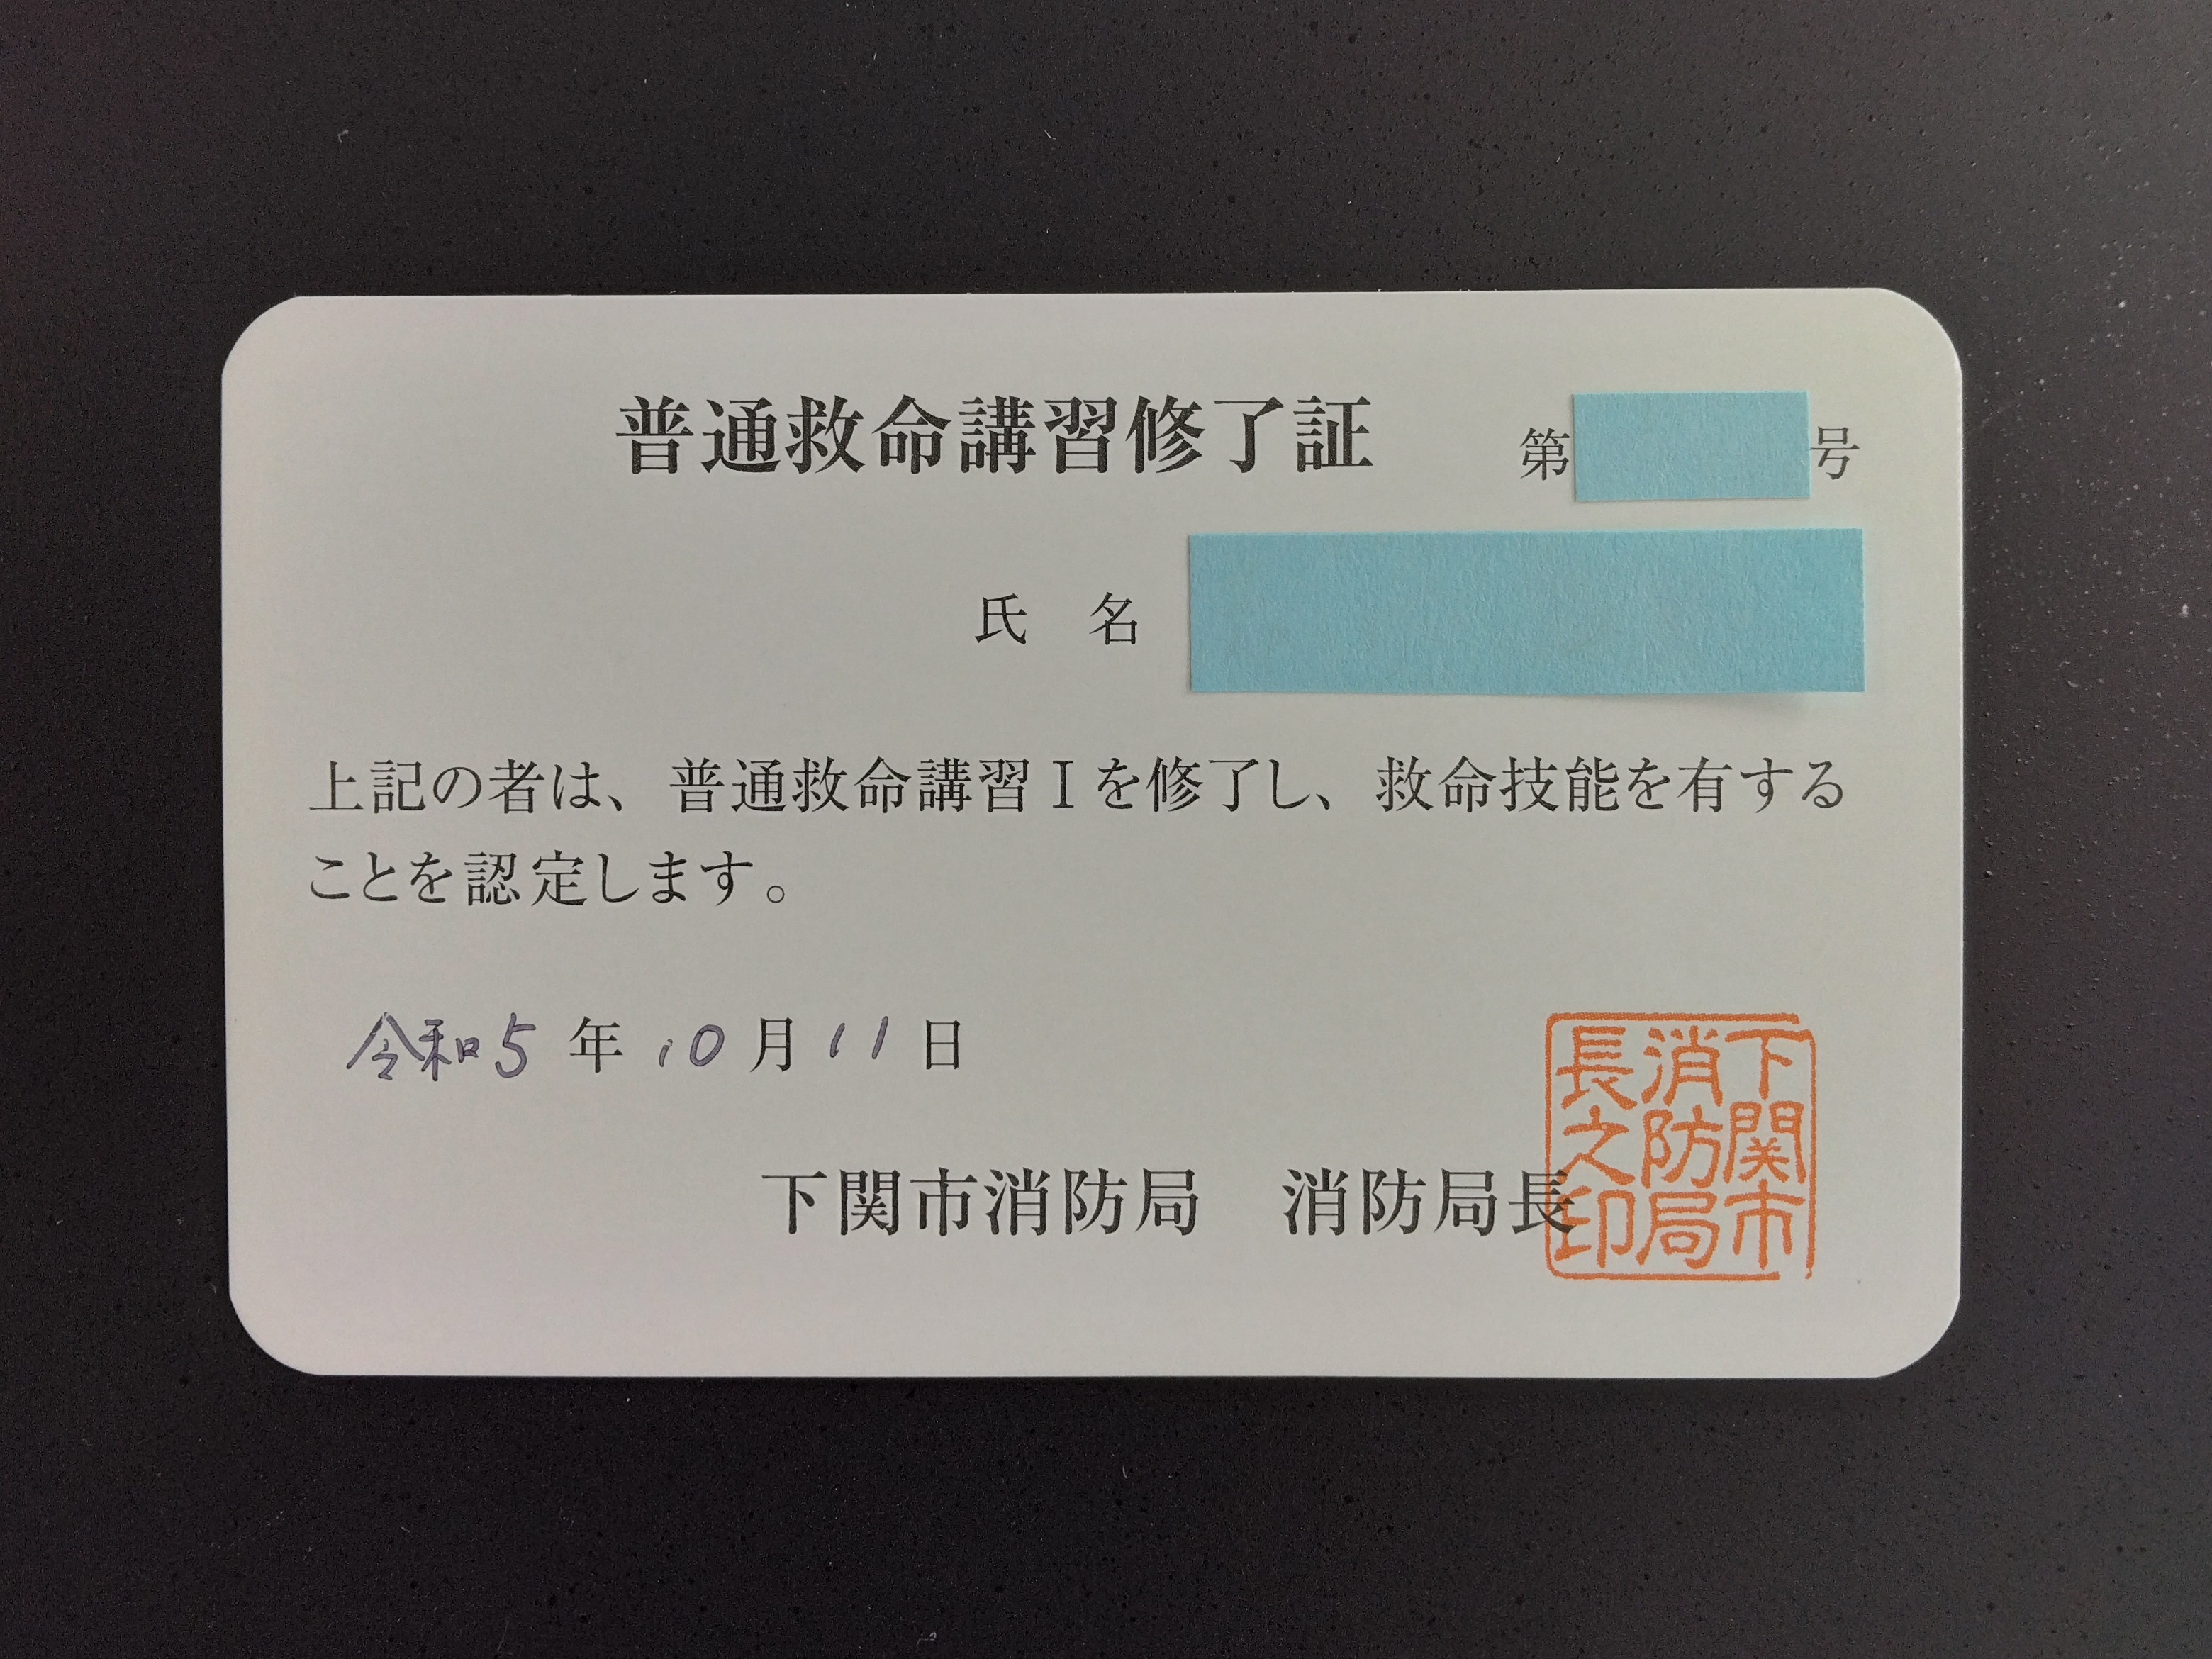 普通救命講習修了証 第 号
氏 名
上記の者は、普通救命講習Ⅰを修了し、救命技能を有する
ことを認定します。
令和5年10月11日
下関市消防局 消防局長
下関市
消防局
長之印